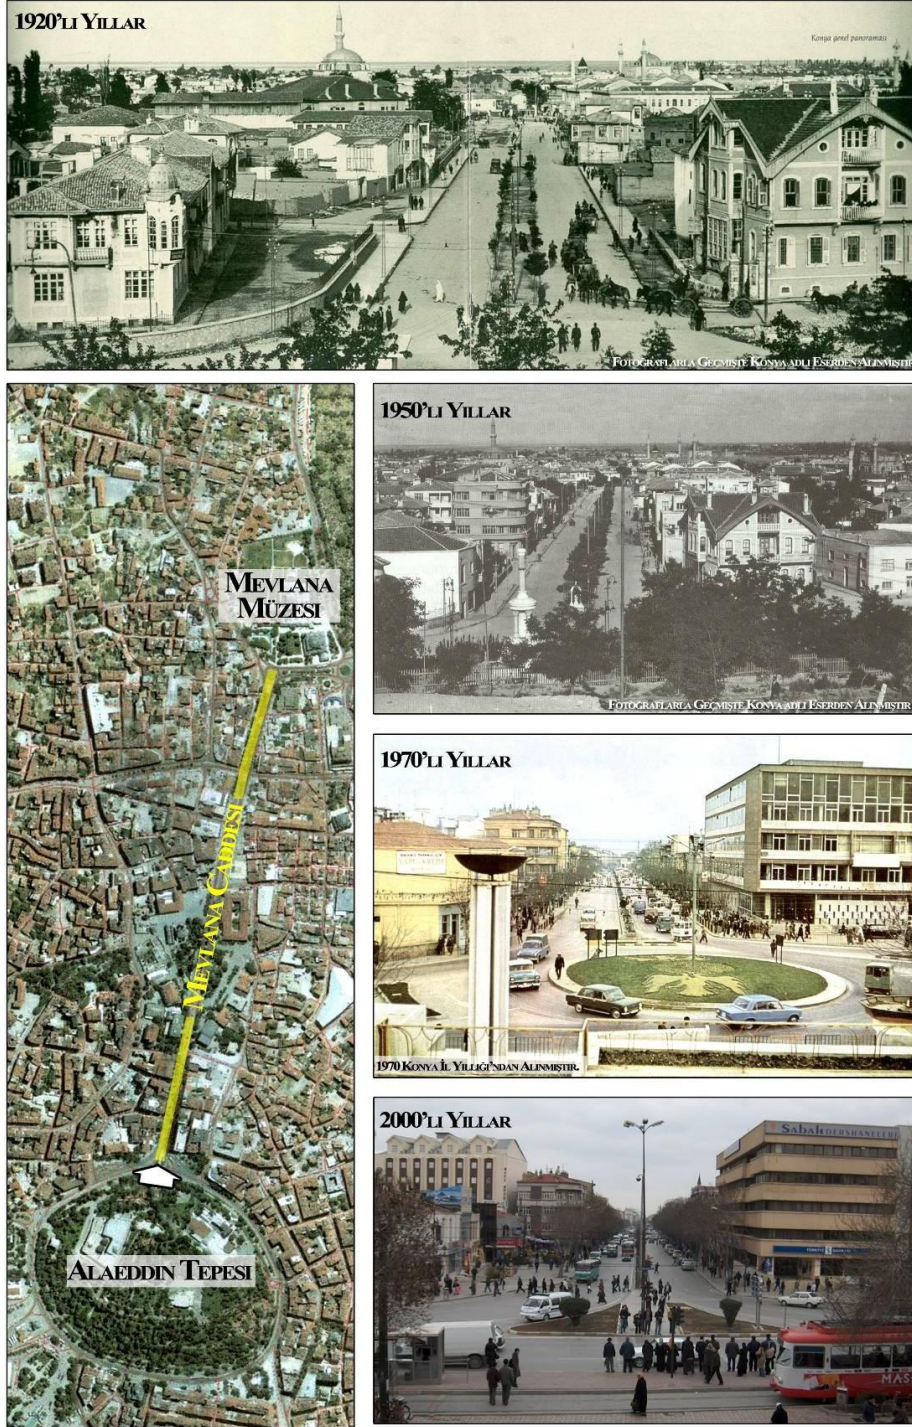 1920'li Yıllar
Konya genel panoraması
Fotoğraflarla Geçmişte Konya adlı Eserden Alınmıştır
1950'li Yıllar
Fotoğraflarla Geçmişte Konya adlı Eserden Alınmıştır
Mevlana
Müzesi
Mevlana Caddesi
Alaeddin Tepesi
1970'li Yıllar
1970 Konya İl Yıllığı'ndan Alınmıştır.
2000'li Yıllar
Sabah DERSHANELERİ
MAS